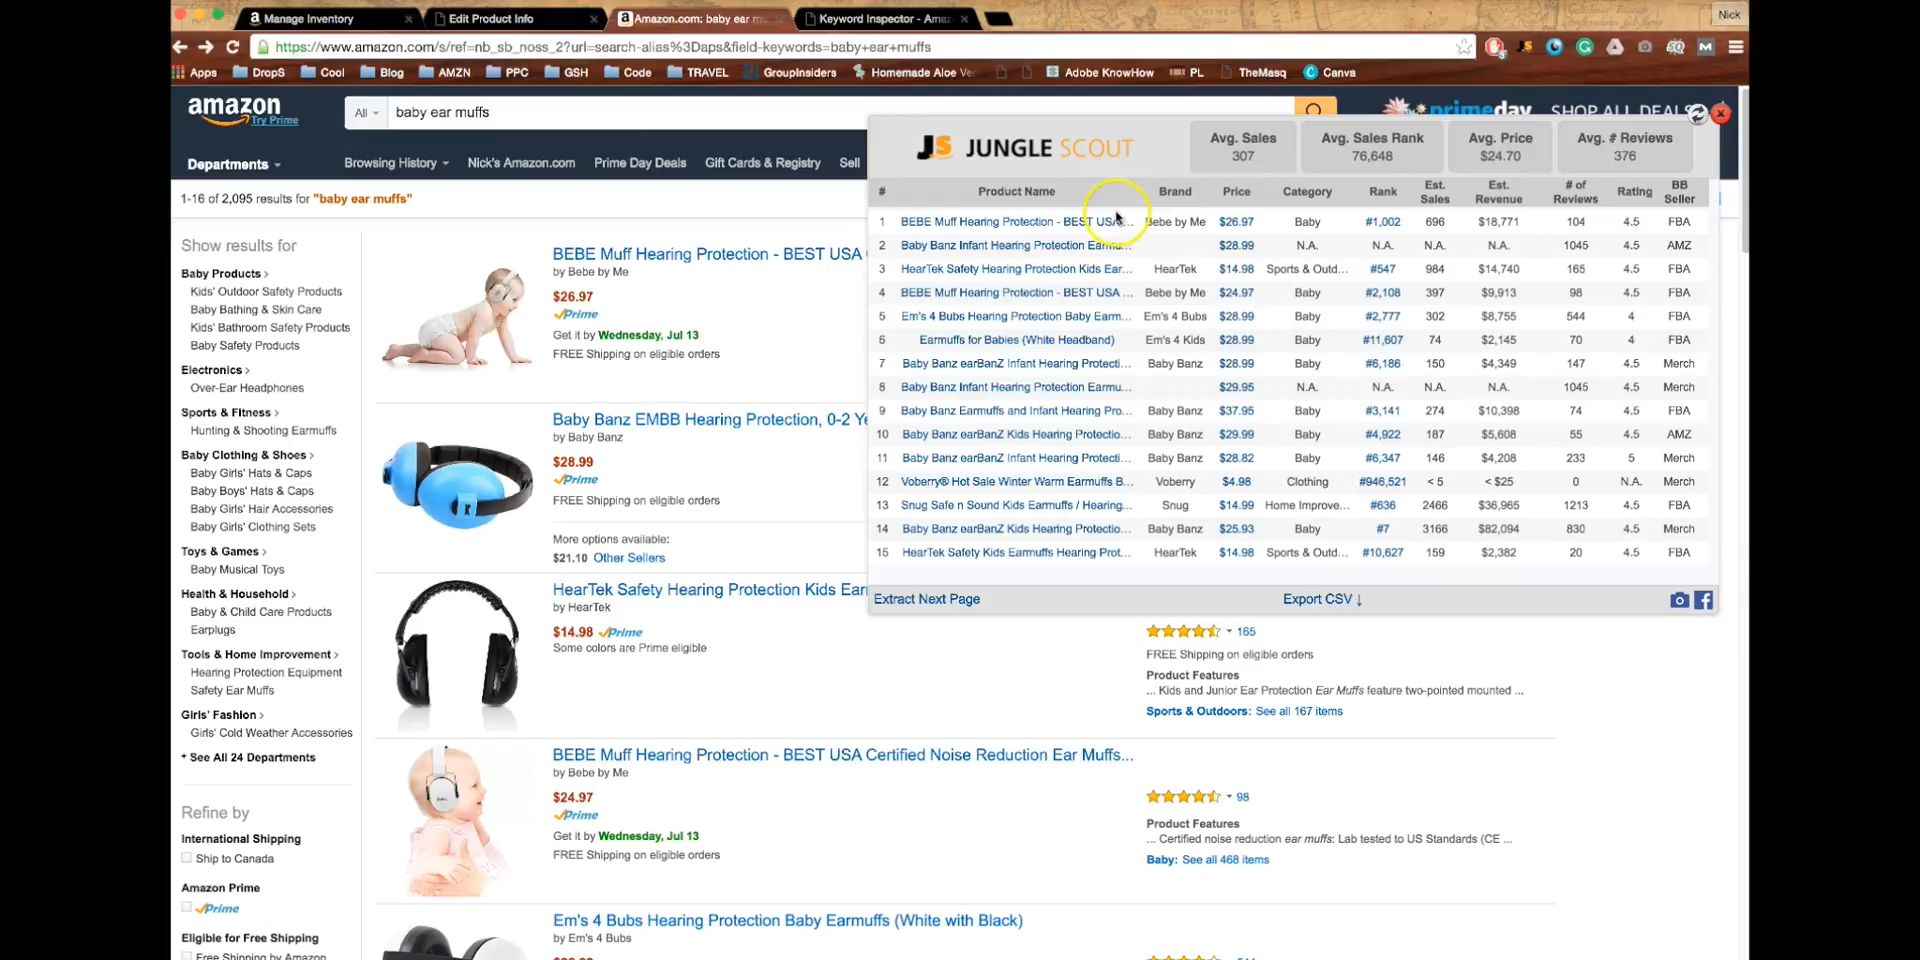 Manage Inventory
Edit Product Info
Amazon.com: baby ear m
Keyword Inspector - Amaz
Nick
https://www.amazon.com/s/ref=nb_sb_noss_2?url=search-alias%3Daps&field-keywords=baby+ear+muffs
Apps DropS Cool Blog AMZN PPC GSH Code TRAVEL GroupInsiders Homemade Aloe Ver Adobe KnowHow PL TheMasq Canva
amazon
Try Prime
All baby ear muffs
primeday SHOP ALL DEALS
Departments Browsing History Nick's Amazon.com Prime Day Deals Gift Cards & Registry Sell
1-16 of 2,095 results for "baby ear muffs"
JS JUNGLE SCOUT
Avg. Sales 307
Avg. Sales Rank 76,648
Avg. Price $24.70
Avg. # Reviews 376
# Product Name Brand Price Category Rank Est. Sales Est. Revenue # of Reviews Rating BB Seller
1 BEBE Muff Hearing Protection - BEST USA... Bebe by Me $26.97 Baby #1,002 696 $18,771 104 4.5 FBA
2 Baby Banz Infant Hearing Protection Earmu... $28.99 N.A. N.A. N.A. N.A. 1045 4.5 AMZ
3 HearTek Safety Hearing Protection Kids Ear... HearTek $14.98 Sports & Outd... #547 984 $14,740 165 4.5 FBA
4 BEBE Muff Hearing Protection - BEST USA ... Bebe by Me $24.97 Baby #2,108 397 $9,913 98 4.5 FBA
5 Em's 4 Bubs Hearing Protection Baby Earm... Em's 4 Bubs $28.99 Baby #2,777 302 $8,755 544 4 FBA
6 Earmuffs for Babies (White Headband) Em's 4 Kids $28.99 Baby #11,607 74 $2,145 70 4 FBA
7 Baby Banz earBanZ Infant Hearing Protecti... Baby Banz $28.99 Baby #6,186 150 $4,349 147 4.5 Merch
8 Baby Banz Infant Hearing Protection Earmu... $29.95 N.A. N.A. N.A. N.A. 1045 4.5 Merch
9 Baby Banz Earmuffs and Infant Hearing Pro... Baby Banz $37.95 Baby #3,141 274 $10,398 74 4.5 FBA
10 Baby Banz earBanZ Kids Hearing Protectio... Baby Banz $29.99 Baby #4,922 187 $5,608 55 4.5 AMZ
11 Baby Banz earBanZ Infant Hearing Protecti... Baby Banz $28.82 Baby #6,347 146 $4,208 233 5 Merch
12 Voberry® Hot Sale Winter Warm Earmuffs B... Voberry $4.98 Clothing #946,521 < 5 < $25 0 N.A. Merch
13 Snug Safe n Sound Kids Earmuffs / Hearing... Snug $14.99 Home Improve... #636 2466 $36,965 1213 4.5 FBA
14 Baby Banz earBanZ Kids Hearing Protectio... Baby Banz $25.93 Baby #7 3166 $82,094 830 4.5 Merch
15 HearTek Safety Kids Earmuffs Hearing Prot... HearTek $14.98 Sports & Outd... #10,627 159 $2,382 20 4.5 FBA
Extract Next Page Export CSV ↓
Show results for
Baby Products >
Kids' Outdoor Safety Products
Baby Bathing & Skin Care
Kids' Bathroom Safety Products
Baby Safety Products
Electronics >
Over-Ear Headphones
Sports & Fitness >
Hunting & Shooting Earmuffs
Baby Clothing & Shoes >
Baby Girls' Hats & Caps
Baby Boys' Hats & Caps
Baby Girls' Hair Accessories
Baby Girls' Clothing Sets
Toys & Games >
Baby Musical Toys
Health & Household >
Baby & Child Care Products
Earplugs
Tools & Home Improvement >
Hearing Protection Equipment
Safety Ear Muffs
Girls' Fashion >
Girls' Cold Weather Accessories
+ See All 24 Departments
Refine by
International Shipping
Ship to Canada
Amazon Prime
Prime
Eligible for Free Shipping
Free Shipping by Amazon
BEBE Muff Hearing Protection - BEST USA
by Bebe by Me
$26.97
Prime
Get it by Wednesday, Jul 13
FREE Shipping on eligible orders
Baby Banz EMBB Hearing Protection, 0-2 Ye
by Baby Banz
$28.99
Prime
FREE Shipping on eligible orders
More options available:
$21.10 Other Sellers
HearTek Safety Hearing Protection Kids Ear
by HearTek
$14.98 Prime
Some colors are Prime eligible
165
FREE Shipping on eligible orders
Product Features
... Kids and Junior Ear Protection Ear Muffs feature two-pointed mounted ...
Sports & Outdoors: See all 167 items
BEBE Muff Hearing Protection - BEST USA Certified Noise Reduction Ear Muffs...
by Bebe by Me
$24.97
Prime
Get it by Wednesday, Jul 13
FREE Shipping on eligible orders
98
Product Features
... Certified noise reduction ear muffs: Lab tested to US Standards (CE ...
Baby: See all 468 items
Em's 4 Bubs Hearing Protection Baby Earmuffs (White with Black)
by Em's 4 Bubs